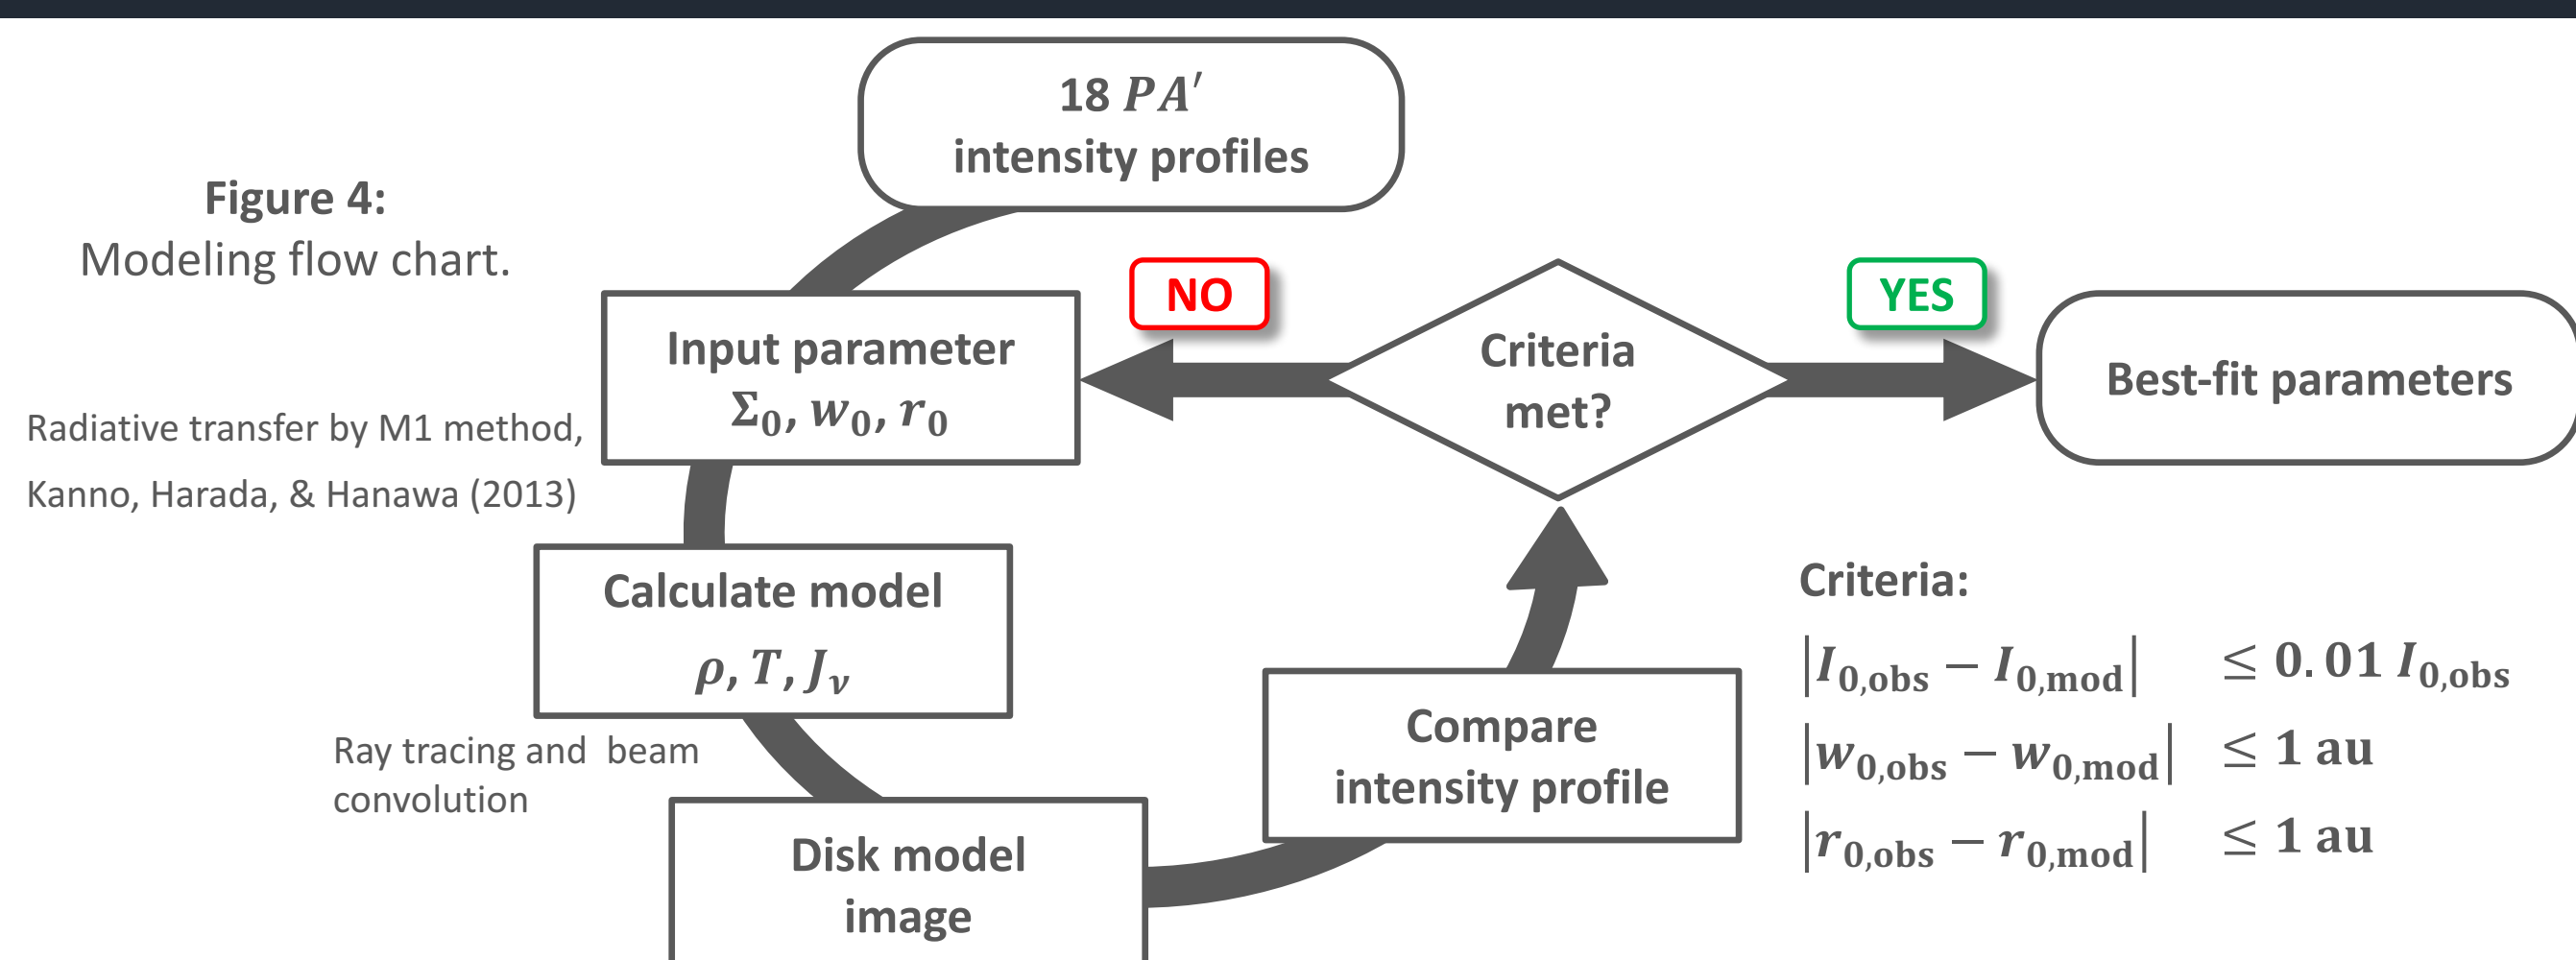 18 PA′
intensity profiles
Figure 4:
Modeling flow chart.
NO
YES
Input parameter
Σ₀, w₀, r₀
Criteria
met?
Best-fit parameters
Radiative transfer by M1 method,
Kanno, Harada, & Hanawa (2013)
Calculate model
ρ, T, J_ν
Ray tracing and beam
convolution
Disk model
image
Compare
intensity profile
Criteria:
|I₀,obs − I₀,mod| ≤ 0.01 I₀,obs
|w₀,obs − w₀,mod| ≤ 1 au
|r₀,obs − r₀,mod| ≤ 1 au